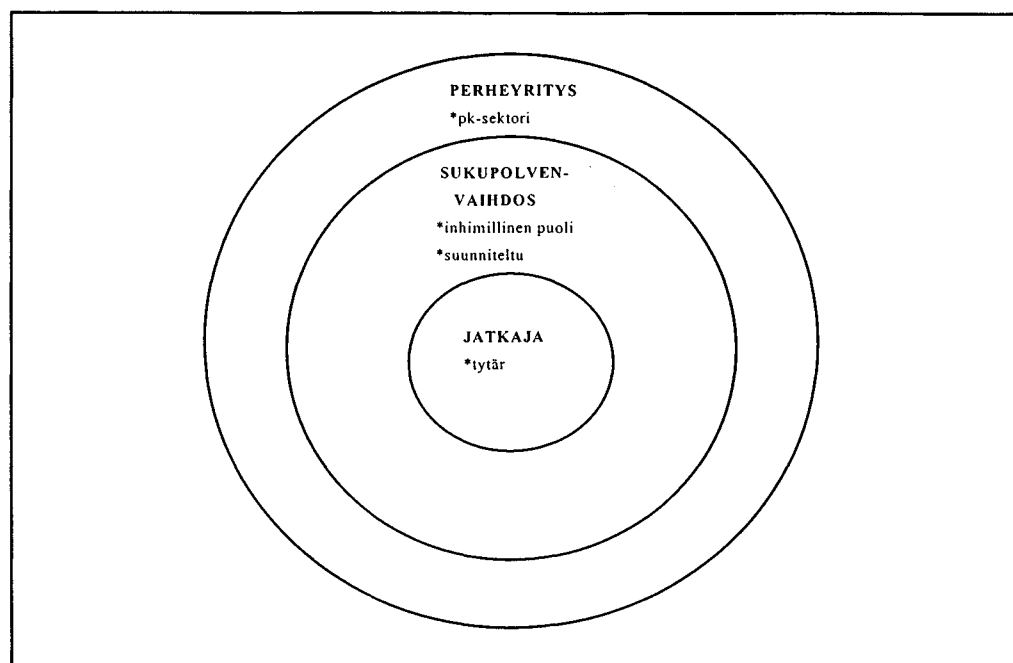 PERHEYRITYS
*pk-sektori
SUKUPOLVEN-
VAIHDOS
*inhimillinen puoli
*suunniteltu
JATKAJA
*tytär